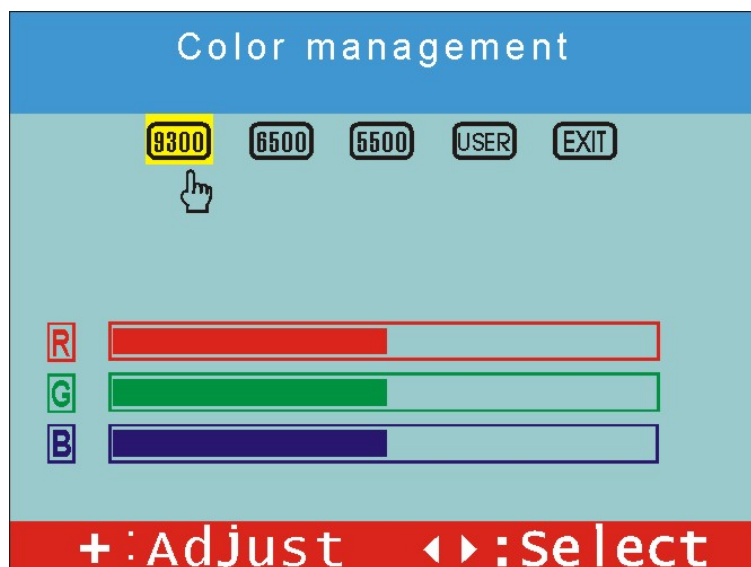 Color management
9300 6500 5500 USER EXIT
R
G
B
+:Adjust ◀▶:Select